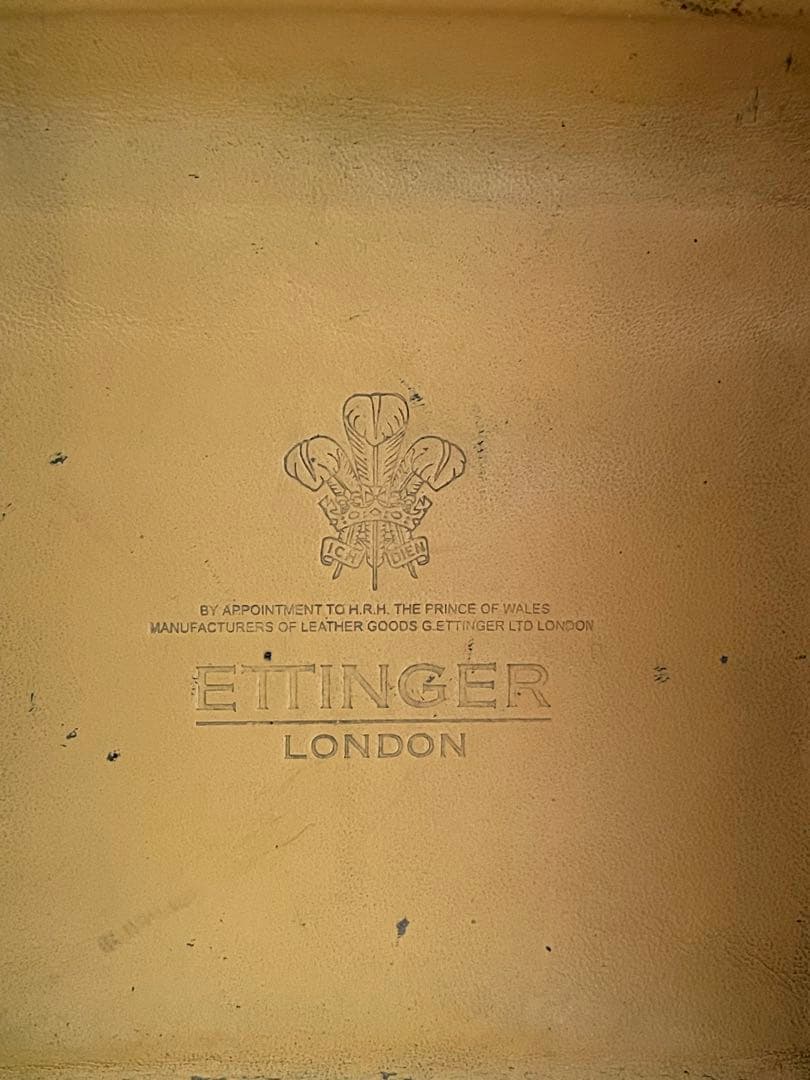 ICH DIEN
BY APPOINTMENT TO H.R.H. THE PRINCE OF WALES
MANUFACTURERS OF LEATHER GOODS G.ETTINGER LTD LONDON
ETTINGER
LONDON